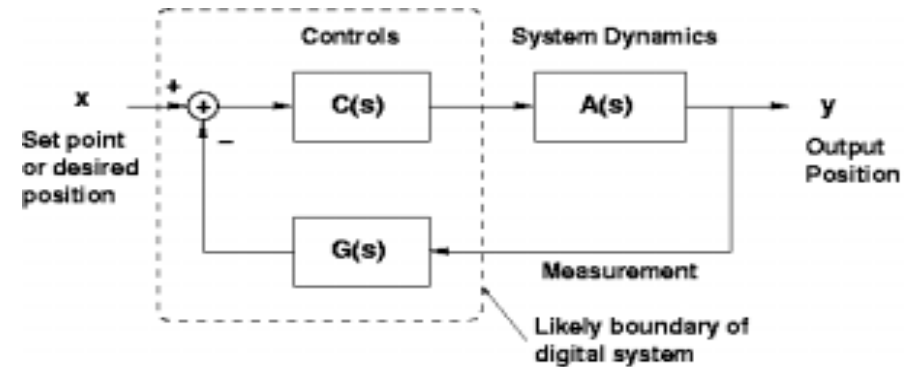 Controls
System Dynamics
+
x
+
C(s)
A(s)
y
−
Set point
or desired
position
Output
Position
G(s)
Measurement
Likely boundary of
digital system